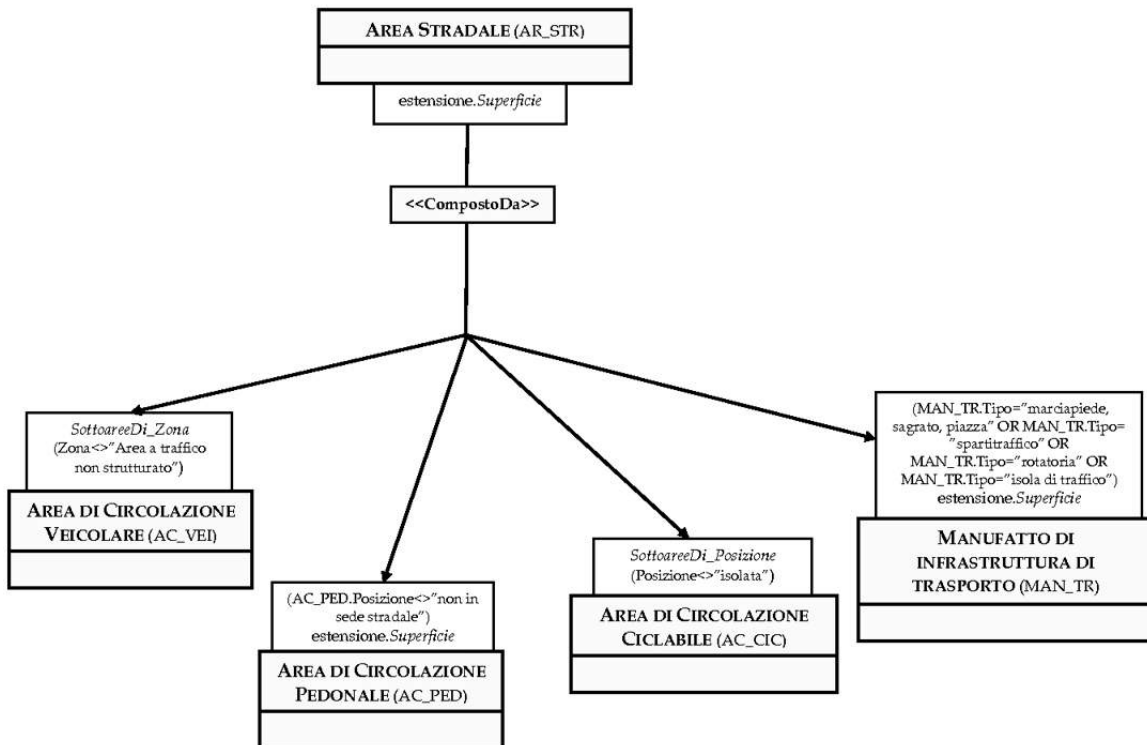 AREA STRADALE (AR_STR)
estensione.Superficie
<<CompostoDa>>
SottoareeDi_Zona
(Zona<>"Area a traffico
non strutturato")
AREA DI CIRCOLAZIONE
VEICOLARE (AC_VEI)
(AC_PED.Posizione<>"non in
sede stradale")
estensione.Superficie
AREA DI CIRCOLAZIONE
PEDONALE (AC_PED)
SottoareeDi_Posizione
(Posizione<>"isolata")
AREA DI CIRCOLAZIONE
CICLABILE (AC_CIC)
(MAN_TR.Tipo="marciapiede,
sagrato, piazza" OR MAN_TR.Tipo=
"spartitraffico" OR
MAN_TR.Tipo="rotatoria" OR
MAN_TR.Tipo="isola di traffico")
estensione.Superficie
MANUFATTO DI
INFRASTRUTTURA DI
TRASPORTO (MAN_TR)